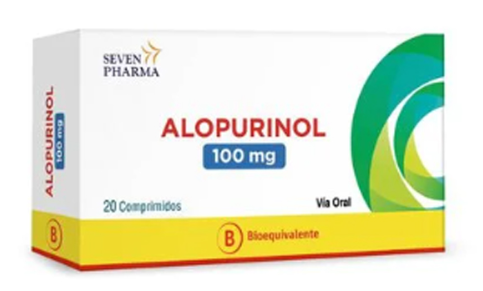 SEVEN
PHARMA
ALOPURINOL
100 mg
20 Comprimidos
Vía Oral
B Bioequivalente
ALOPURINOL
100 mg
B